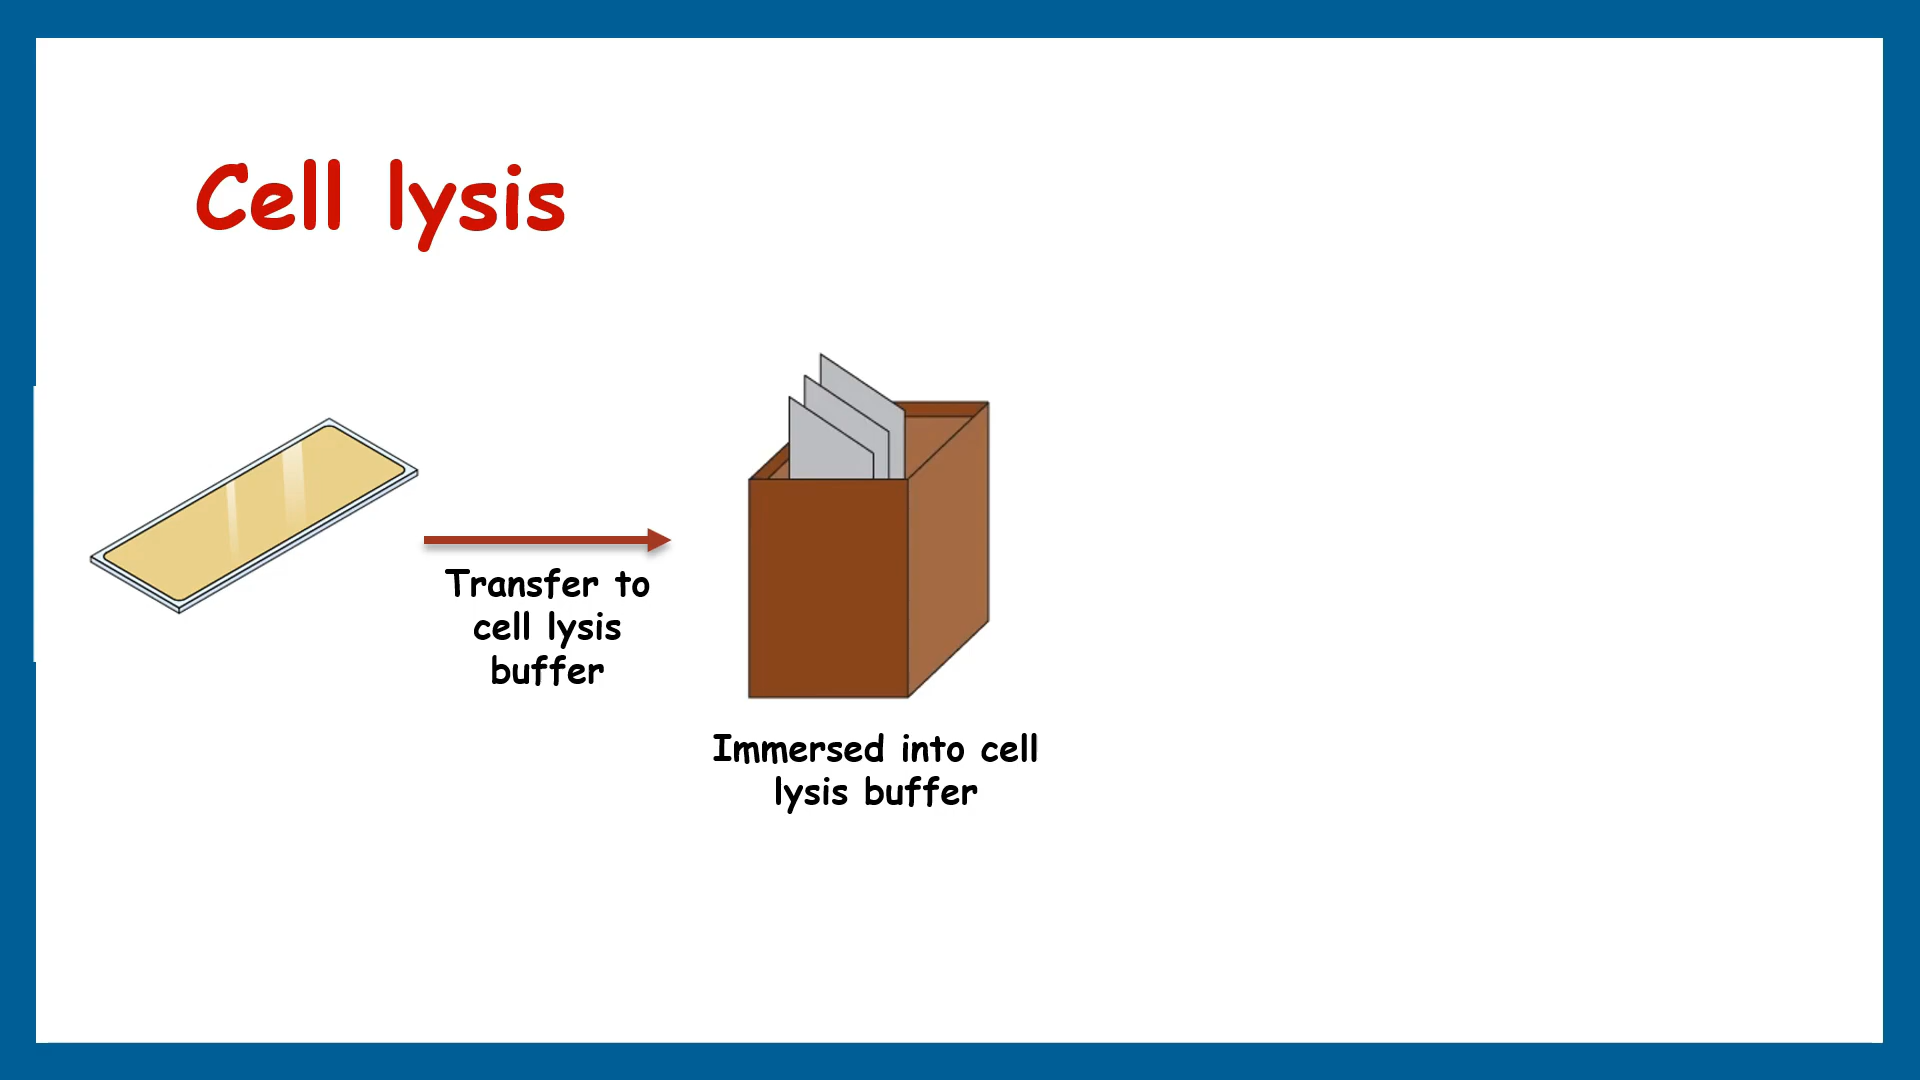 Cell lysis
Transfer to
cell lysis
buffer
Immersed into cell
lysis buffer